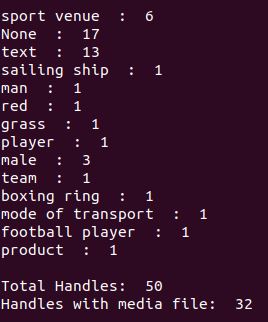 sport venue  :  6
None  :  17
text  :  13
sailing ship  :  1
man  :  1
red  :  1
grass  :  1
player  :  1
male  :  3
team  :  1
boxing ring  :  1
mode of transport  :  1
football player  :  1
product  :  1
Total Handles:  50
Handles with media file:  32